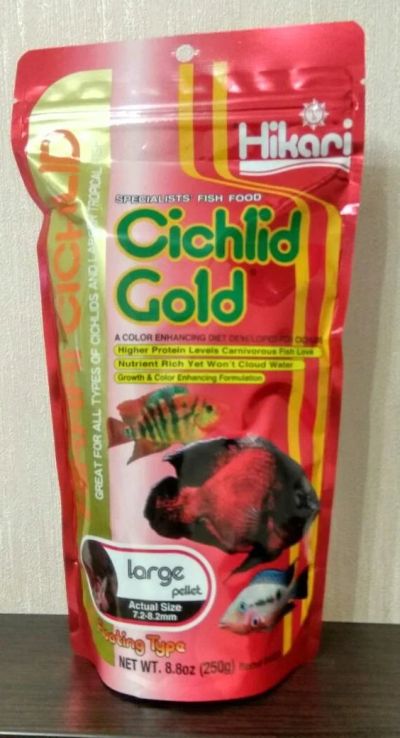 Hikari
SPECIALISTS' FISH FOOD
Cichlid
Gold
A COLOR ENHANCING DIET DEVELOPED FOR
Higher Protein Levels Carnivorous Fish Love
Nutrient Rich Yet Won't Cloud Water
Growth & Color Enhancing Formulation
CICHLID
GREAT FOR ALL TYPES OF CICHLIDS AND LARGER TROPICAL
large
pellet
Actual Size
7.2-8.2mm
Floating Type
NET WT. 8.8oz (250g)